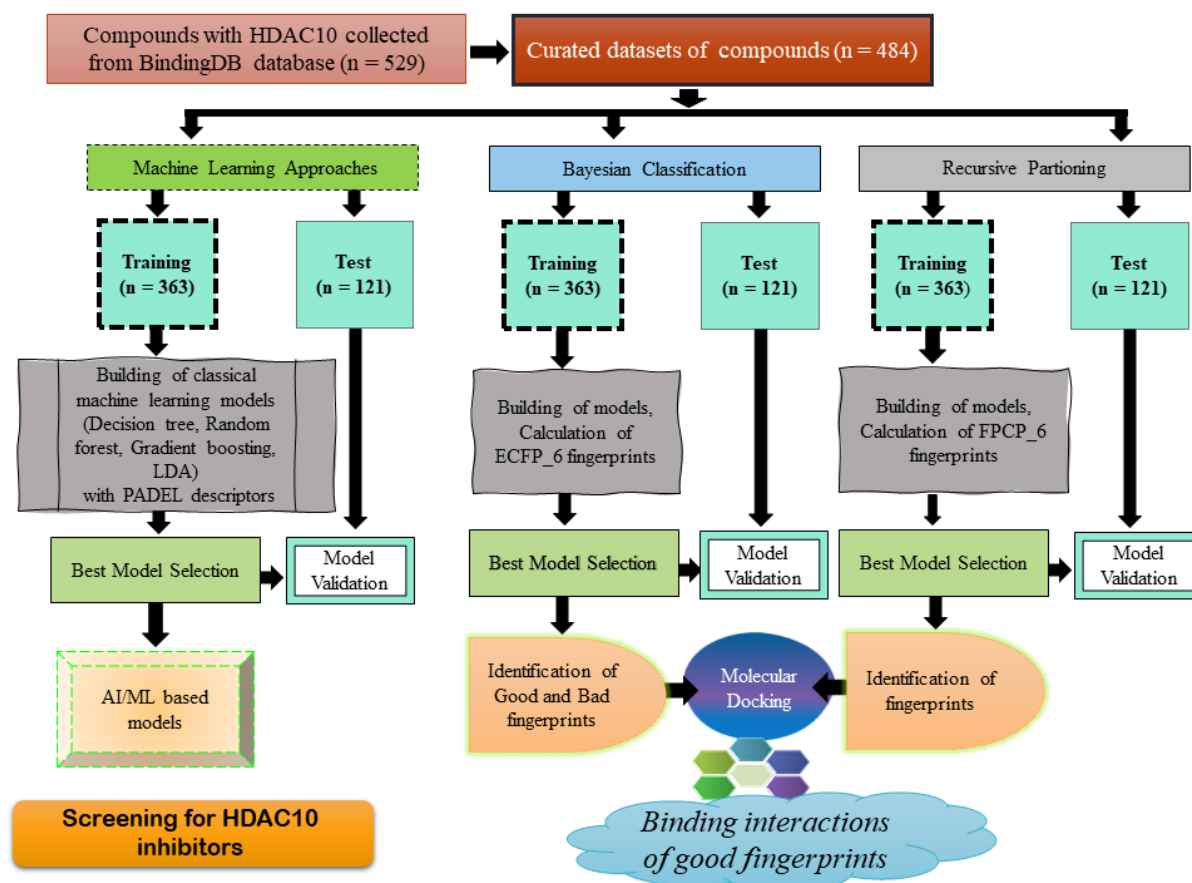 Compounds with HDAC10 collected
from BindingDB database (n = 529)
Curated datasets of compounds (n = 484)
Machine Learning Approaches
Bayesian Classification
Recursive Partioning
Training
(n = 363)
Test
(n = 121)
Training
(n = 363)
Test
(n = 121)
Training
(n = 363)
Test
(n = 121)
Building of classical
machine learning models
(Decision tree, Random
forest, Gradient boosting,
LDA)
with PADEL descriptors
Building of models,
Calculation of
ECFP_6 fingerprints
Building of models,
Calculation of FPCP_6
fingerprints
Best Model Selection
Model
Validation
Best Model Selection
Model
Validation
Best Model Selection
Model
Validation
AI/ML based
models
Identification of
Good and Bad
fingerprints
Molecular
Docking
Identification of
fingerprints
Screening for HDAC10
inhibitors
Binding interactions
of good fingerprints